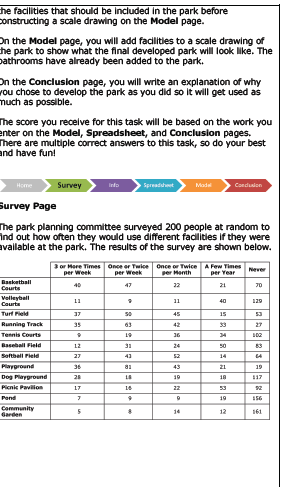 the facilities that should be included in the park before
constructing a scale drawing on the Model page.
On the Model page, you will add facilities to a scale drawing of
the park to show what the final developed park will look like. The
bathrooms have already been added to the park.
On the Conclusion page, you will write an explanation of why
you chose to develop the park as you did so it will get used as
much as possible.
The score you receive for this task will be based on the work you
enter on the Model, Spreadsheet, and Conclusion pages.
There are multiple correct answers to this task, so do your best
and have fun!
Home Survey Info Spreadsheet Model Conclusion
Survey Page
The park planning committee surveyed 200 people at random to
find out how often they would use different facilities if they were
available at the park. The results of the survey are shown below.
3 or More Times per Week Once or Twice per Week Once or Twice per Month A Few Times per Year Never
Basketball Courts 40 47 22 21 70
Volleyball Courts 11 9 11 40 129
Turf Field 37 50 45 15 53
Running Track 35 63 42 33 27
Tennis Courts 9 19 36 34 102
Baseball Field 12 31 24 50 83
Softball Field 27 43 52 14 64
Playground 36 81 43 21 19
Dog Playground 28 18 19 18 117
Picnic Pavilion 17 16 22 53 92
Pond 7 9 9 19 156
Community Garden 5 8 14 12 161